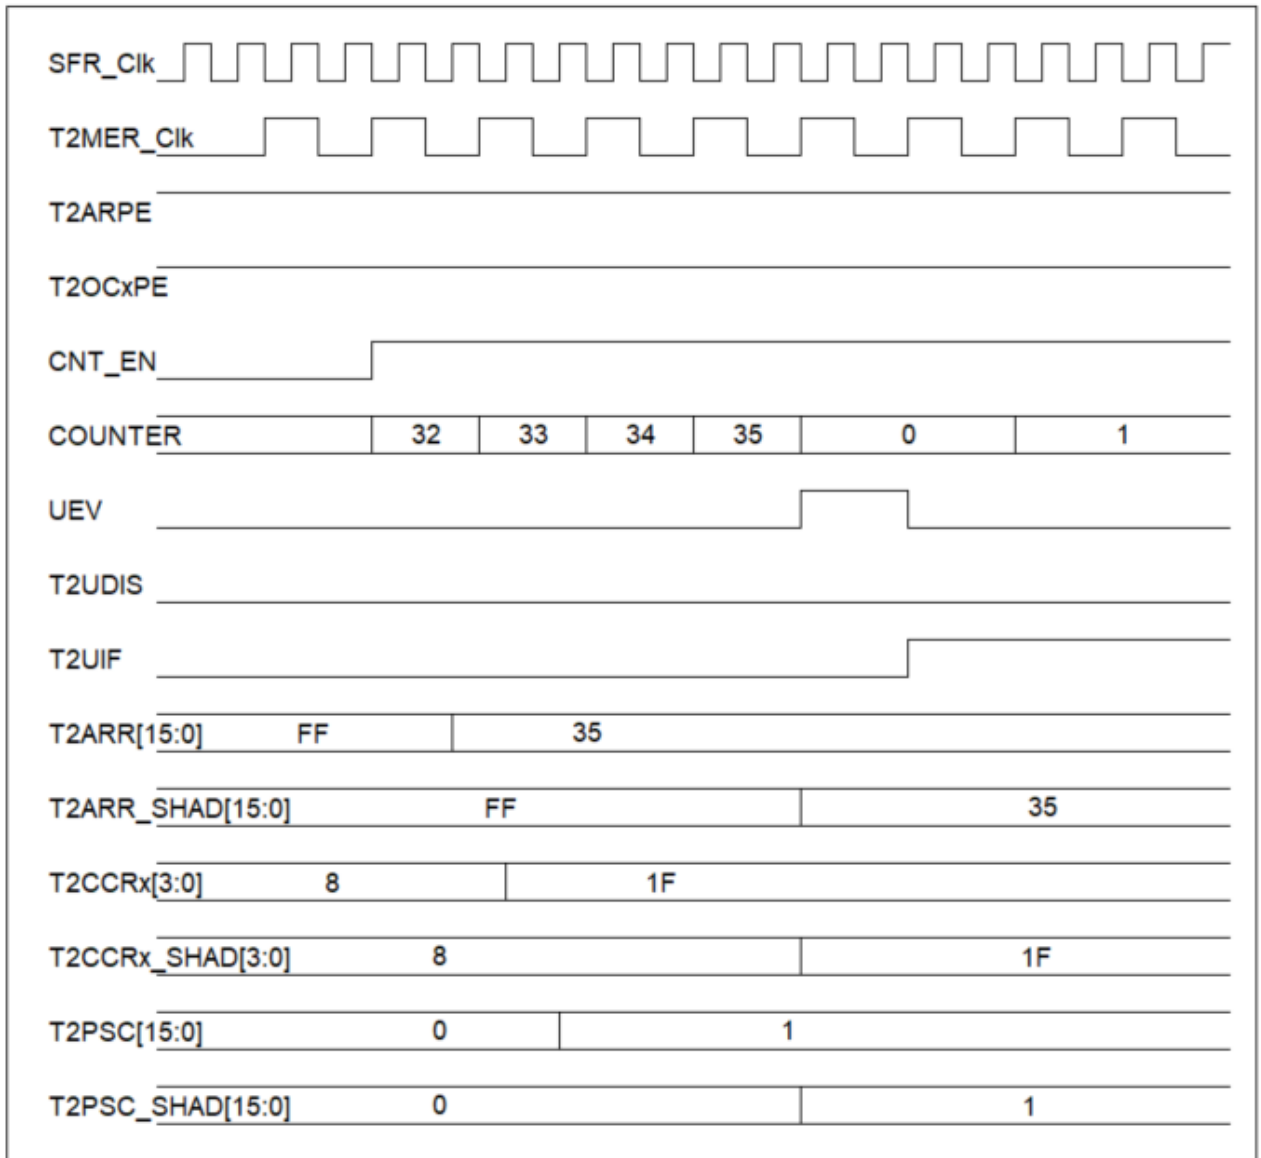 SFR_Clk
T2MER_Clk
T2ARPE
T2OCxPE
CNT_EN
COUNTER 32 33 34 35 0 1
UEV
T2UDIS
T2UIF
T2ARR[15:0] FF 35
T2ARR_SHAD[15:0] FF 35
T2CCRx[3:0] 8 1F
T2CCRx_SHAD[3:0] 8 1F
T2PSC[15:0] 0 1
T2PSC_SHAD[15:0] 0 1